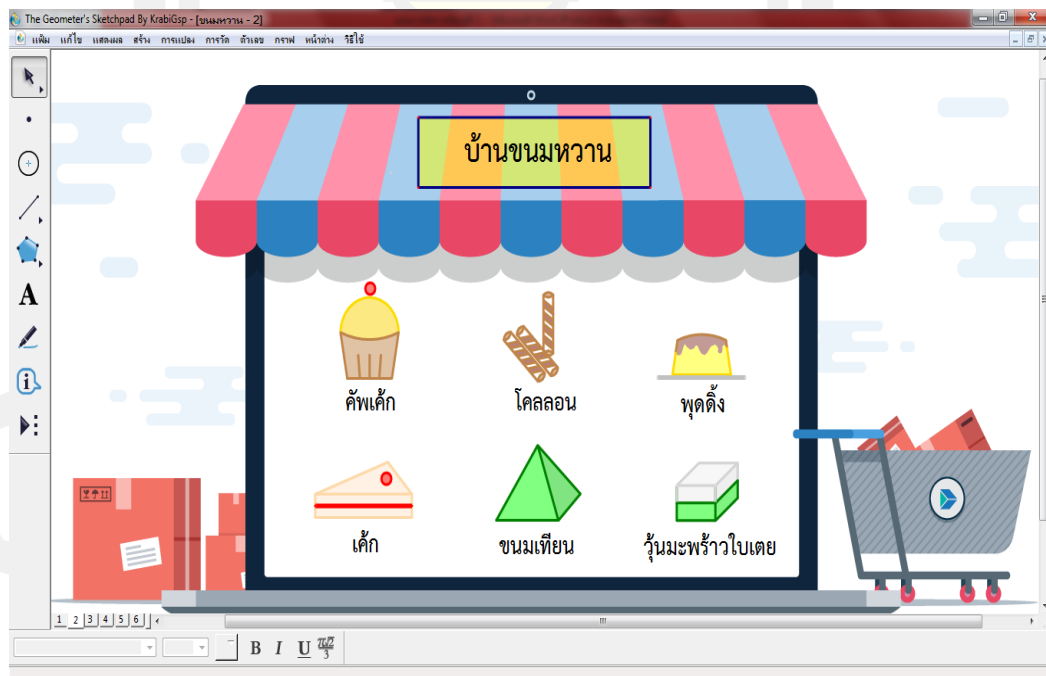 The Geometer's Sketchpad By KrabiGsp - [ขนมหวาน - 2]
แฟ้ม แก้ไข แสดงผล สร้าง การแปลง การวัด ตัวเลข กราฟ หน้าต่าง วิธีใช้
บ้านขนมหวาน
คัพเค้ก โคลลอน พุดดิ้ง
เค้ก ขนมเทียน วุ้นมะพร้าวใบเตย
1 2 3 4 5 6
B I U